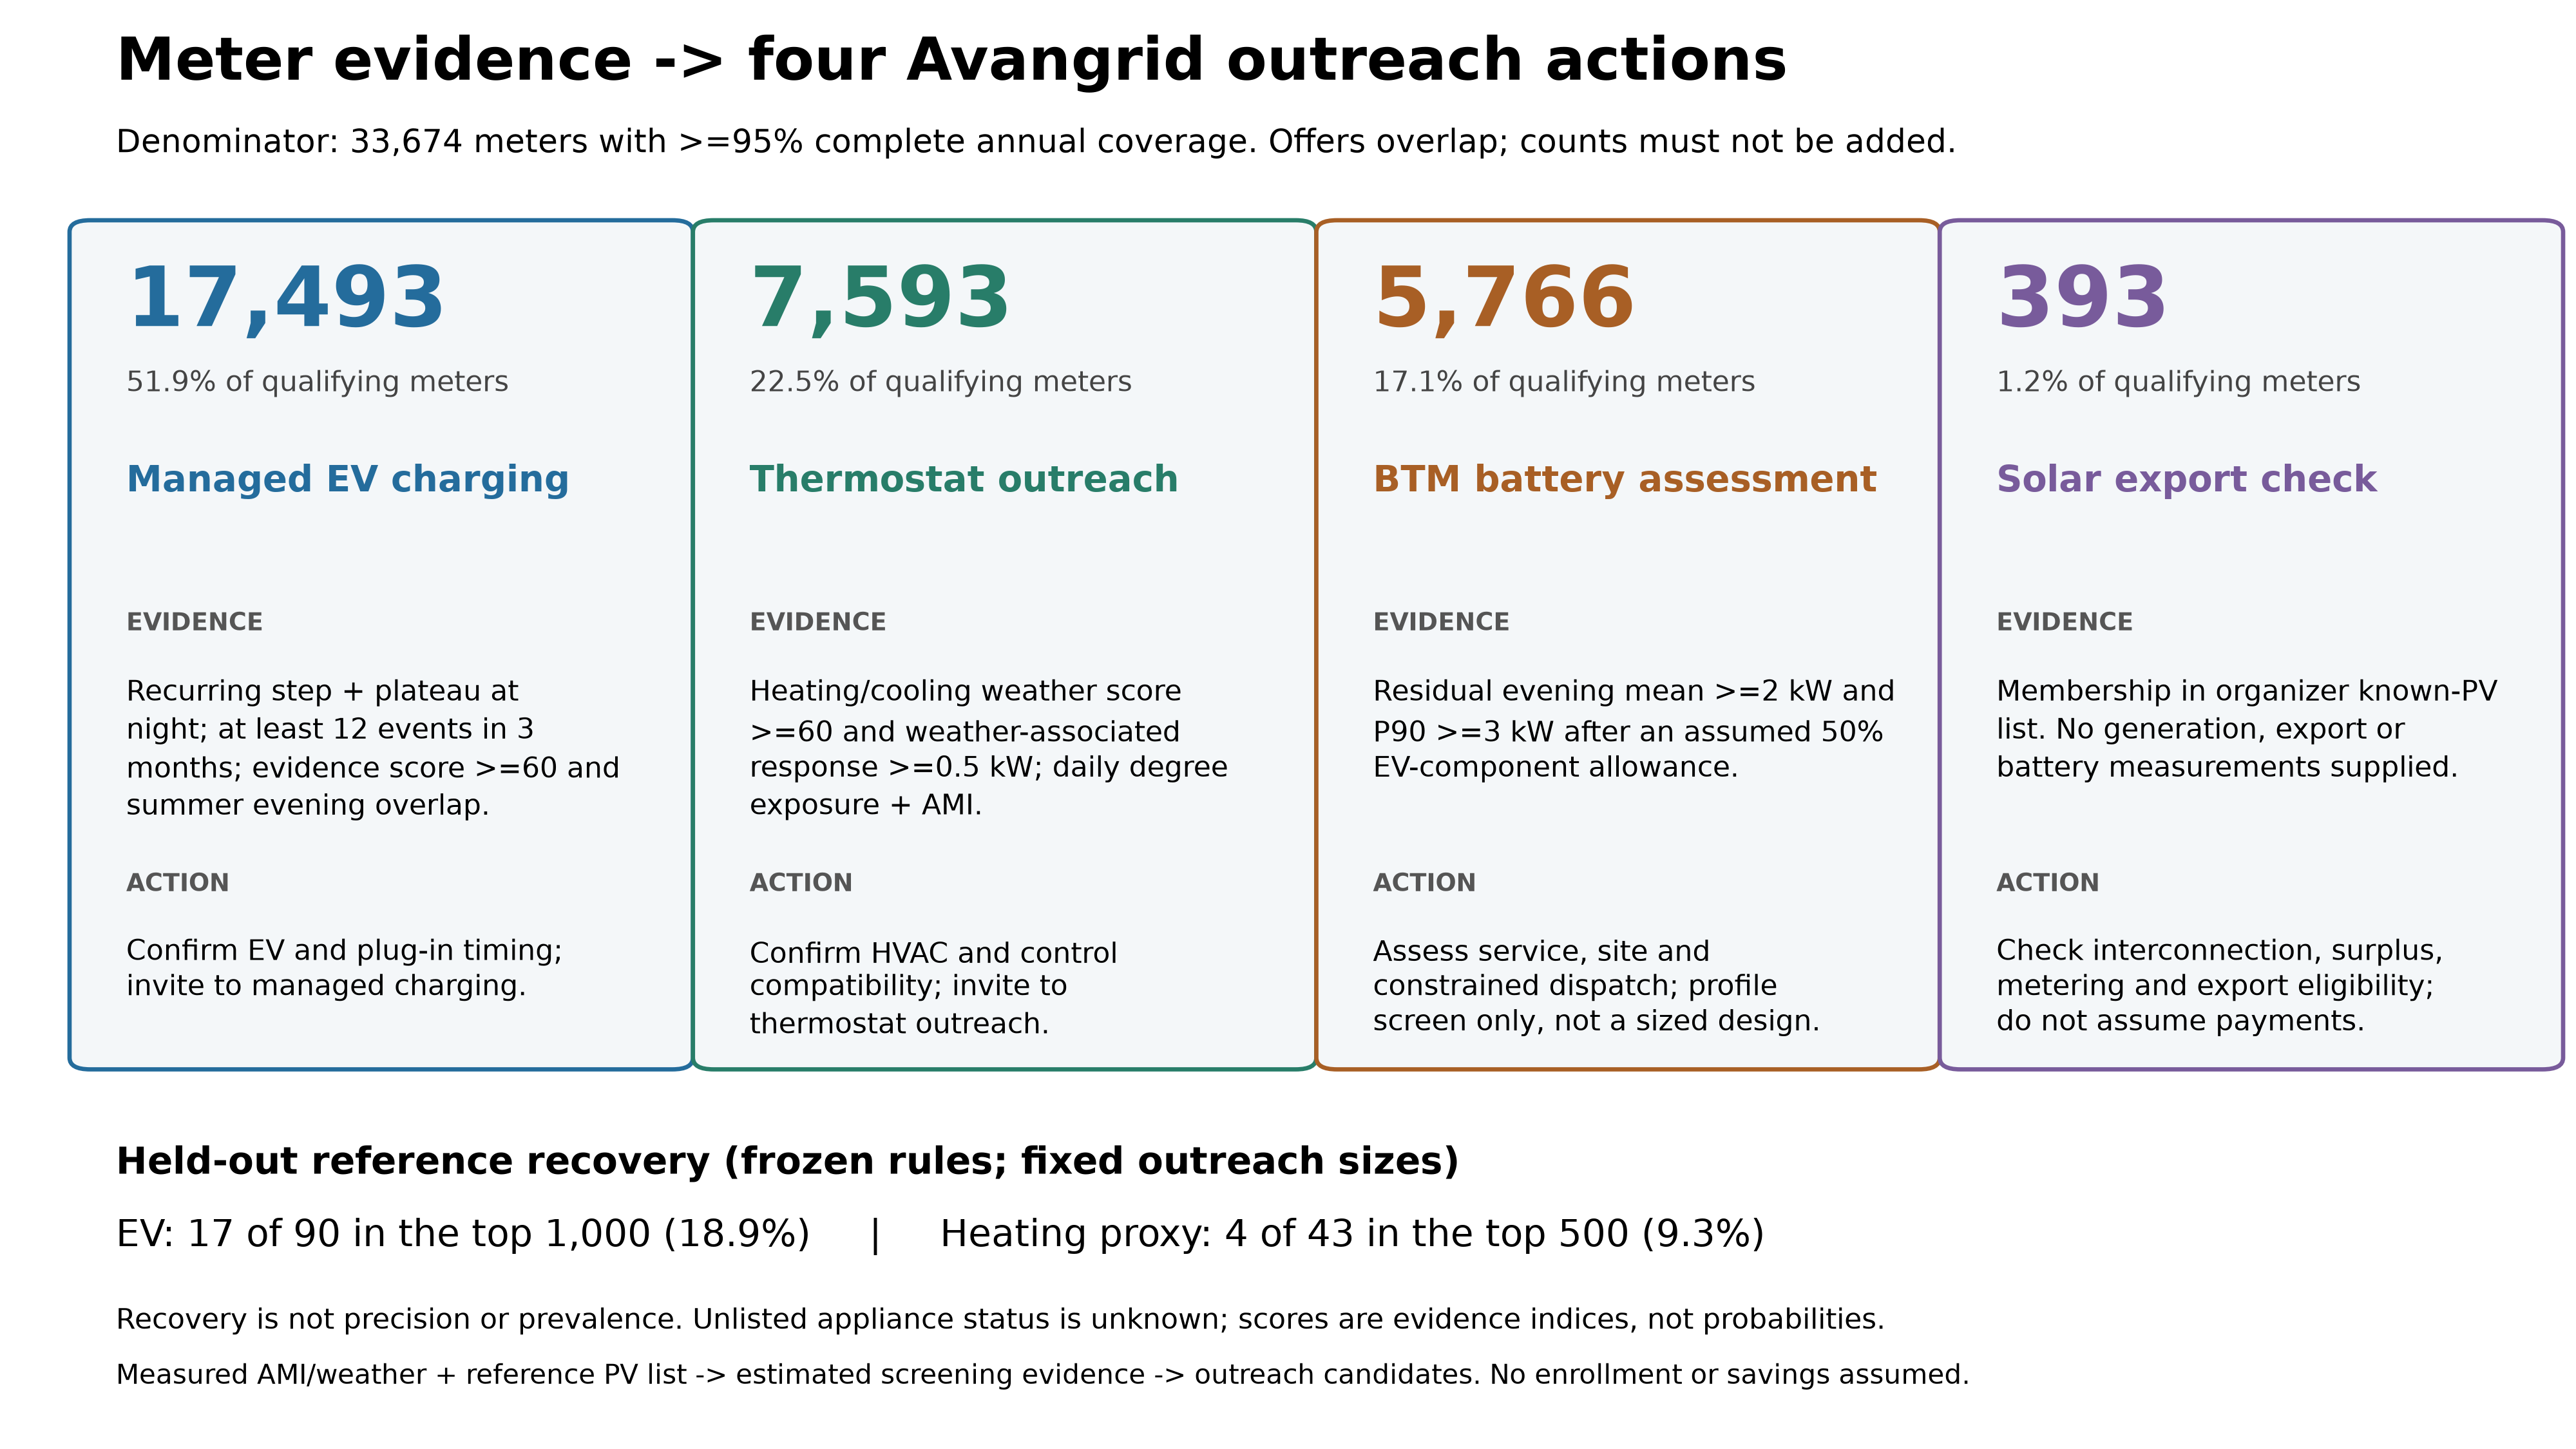 Meter evidence -> four Avangrid outreach actions
Denominator: 33,674 meters with >=95% complete annual coverage. Offers overlap; counts must not be added.
17,493
51.9% of qualifying meters
Managed EV charging
EVIDENCE
Recurring step + plateau at
night; at least 12 events in 3
months; evidence score >=60 and
summer evening overlap.
ACTION
Confirm EV and plug-in timing;
invite to managed charging.
7,593
22.5% of qualifying meters
Thermostat outreach
EVIDENCE
Heating/cooling weather score
>=60 and weather-associated
response >=0.5 kW; daily degree
exposure + AMI.
ACTION
Confirm HVAC and control
compatibility; invite to
thermostat outreach.
5,766
17.1% of qualifying meters
BTM battery assessment
EVIDENCE
Residual evening mean >=2 kW and
P90 >=3 kW after an assumed 50%
EV-component allowance.
ACTION
Assess service, site and
constrained dispatch; profile
screen only, not a sized design.
393
1.2% of qualifying meters
Solar export check
EVIDENCE
Membership in organizer known-PV
list. No generation, export or
battery measurements supplied.
ACTION
Check interconnection, surplus,
metering and export eligibility;
do not assume payments.
Held-out reference recovery (frozen rules; fixed outreach sizes)
EV: 17 of 90 in the top 1,000 (18.9%) | Heating proxy: 4 of 43 in the top 500 (9.3%)
Recovery is not precision or prevalence. Unlisted appliance status is unknown; scores are evidence indices, not probabilities.
Measured AMI/weather + reference PV list -> estimated screening evidence -> outreach candidates. No enrollment or savings assumed.